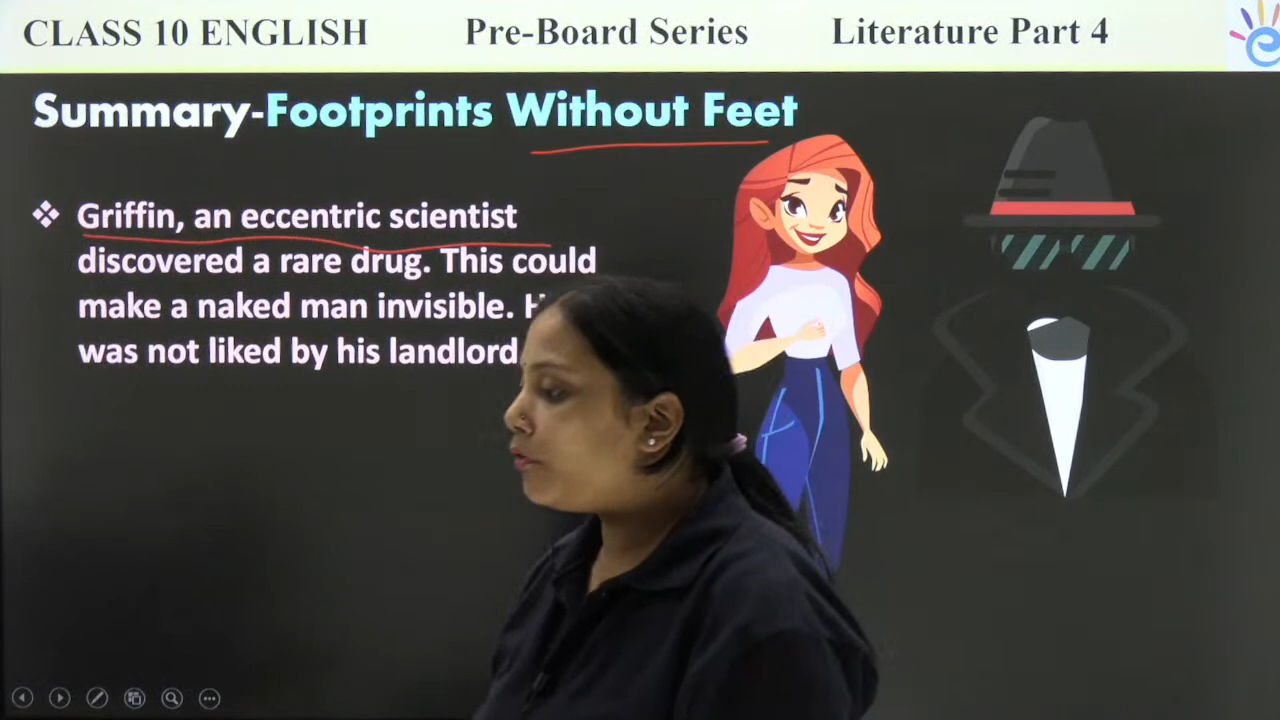 CLASS 10 ENGLISH Pre-Board Series Literature Part 4
Summary-Footprints Without Feet
❖ Griffin, an eccentric scientist
discovered a rare drug. This could
make a naked man invisible.
was not liked by his landlord